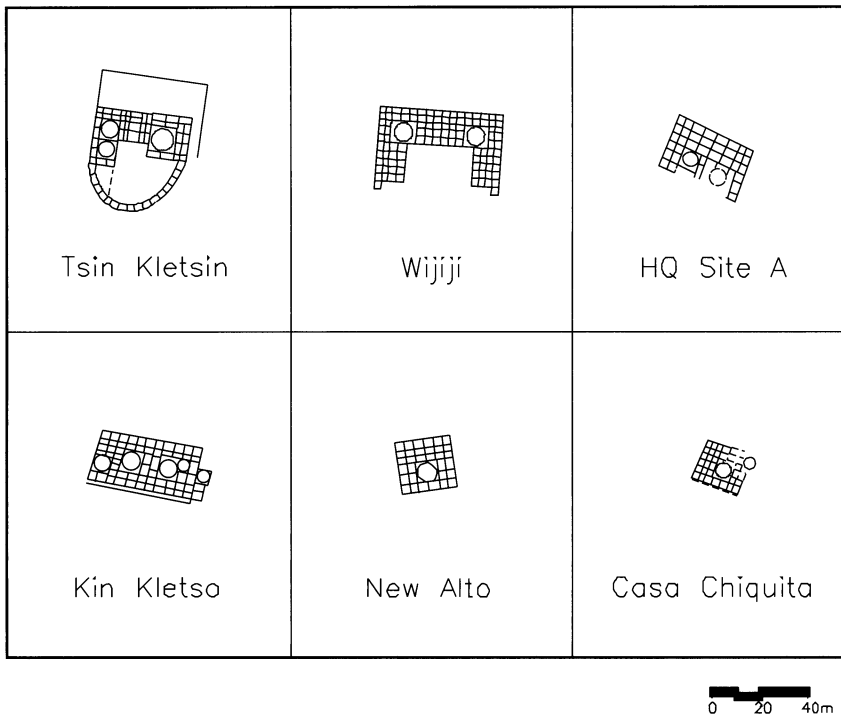 Tsin Kletsin
Wijiji
HQ Site A
Kin Kletso
New Alto
Casa Chiquita
0 20 40m